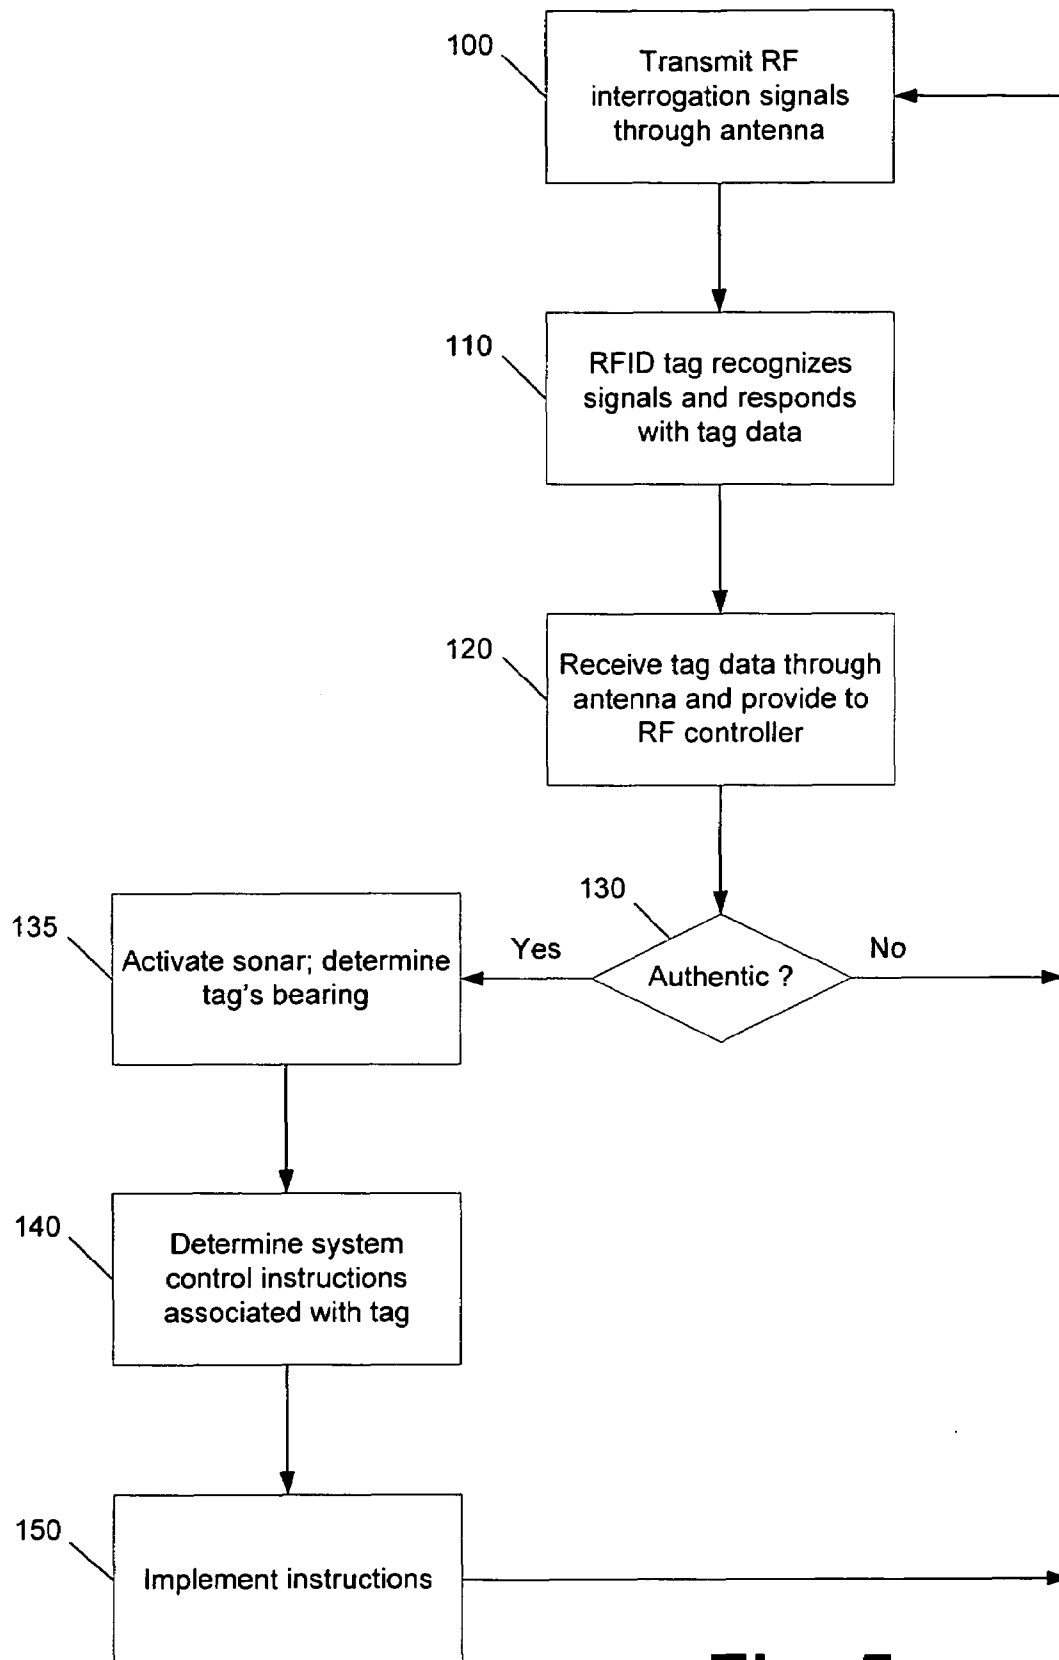 100
Transmit RF
interrogation signals
through antenna
110
RFID tag recognizes
signals and responds
with tag data
120
Receive tag data through
antenna and provide to
RF controller
130
Authentic ?
Yes
No
135
Activate sonar; determine
tag's bearing
140
Determine system
control instructions
associated with tag
150
Implement instructions